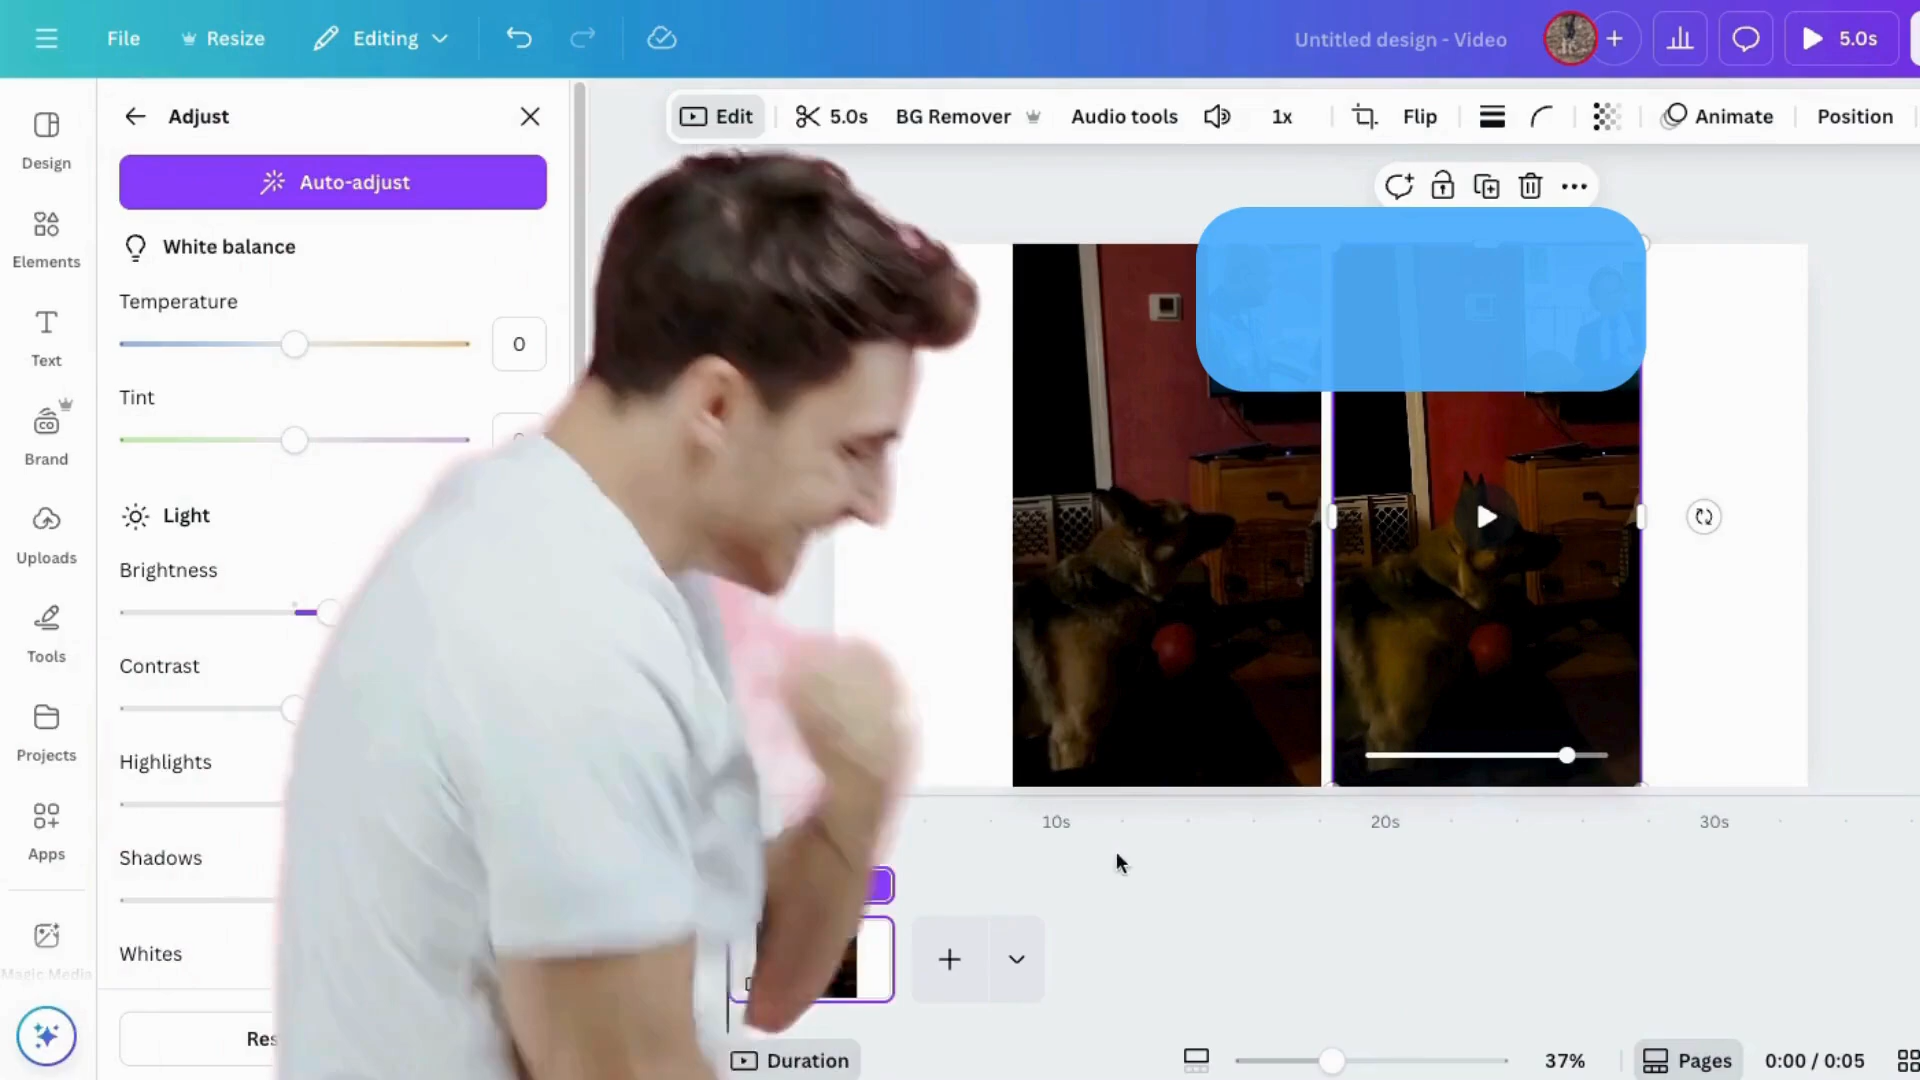 File
Resize
Editing
Untitled design - Video
5.0s
Design
Elements
Text
Brand
Uploads
Tools
Projects
Apps
Magic Media
Adjust
Auto-adjust
White balance
Temperature
0
Tint
Light
Brightness
Contrast
Highlights
Shadows
Whites
Edit
5.0s
BG Remover
Audio tools
1x
Flip
Animate
Position
10s
20s
30s
Duration
37%
Pages
0:00 / 0:05